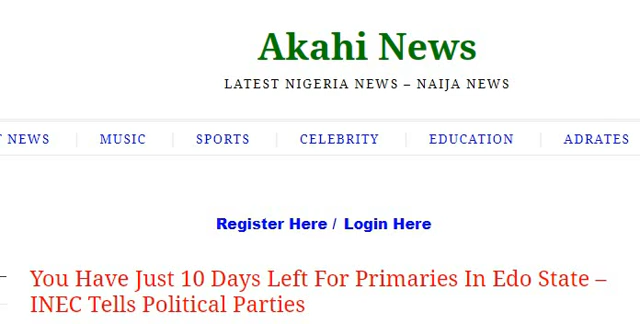 Akahi News
LATEST NIGERIA NEWS – NAIJA NEWS
NEWS MUSIC SPORTS CELEBRITY EDUCATION ADRATES
Register Here / Login Here
You Have Just 10 Days Left For Primaries In Edo State –
INEC Tells Political Parties